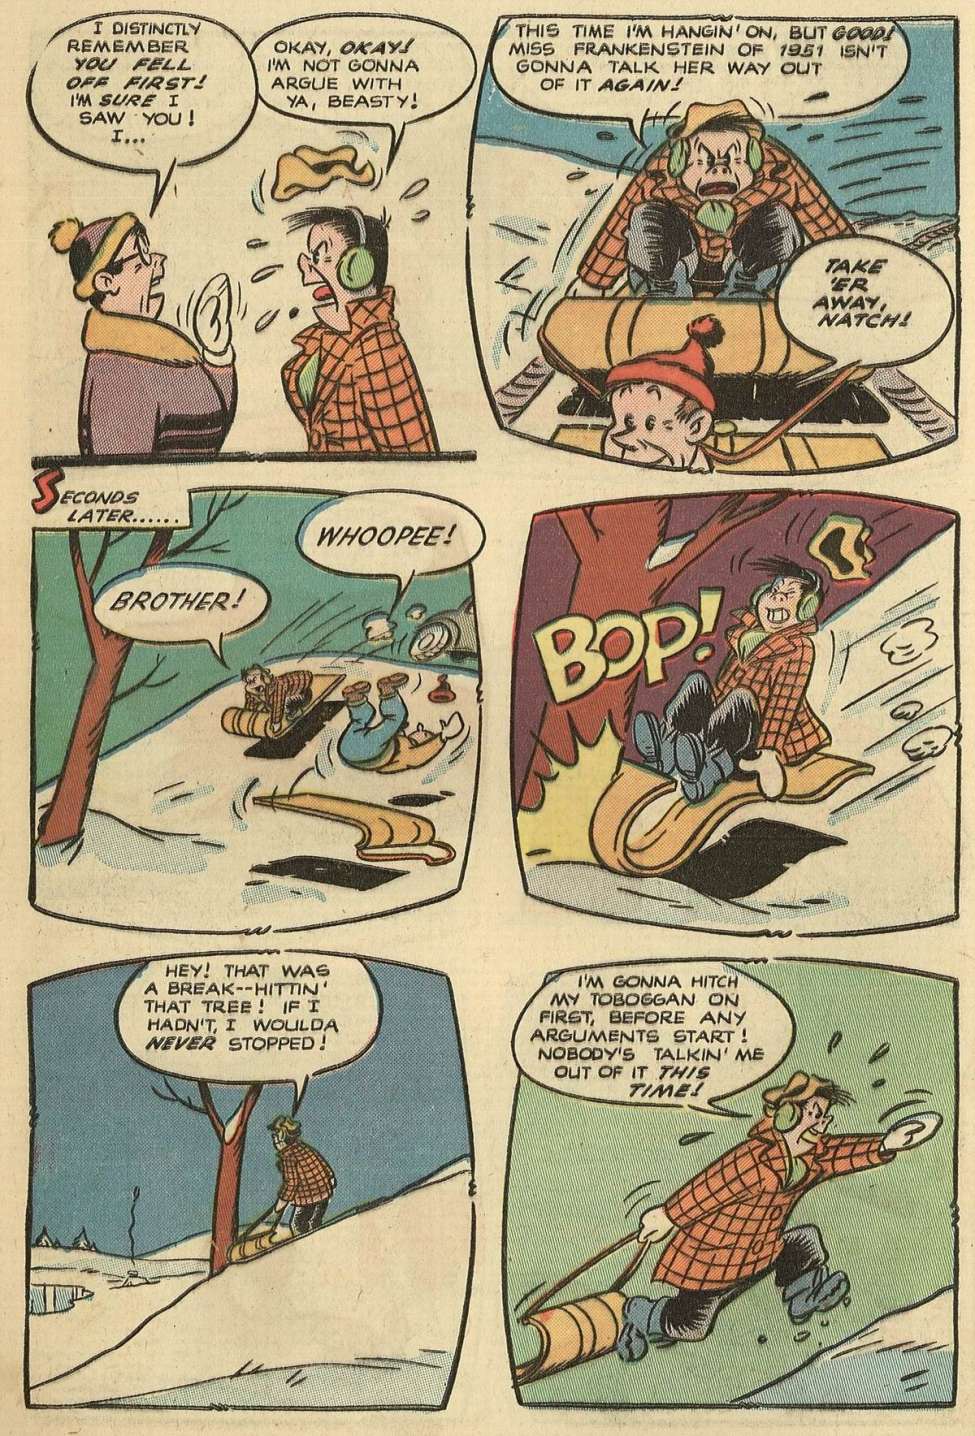 I DISTINCTLY
REMEMBER
YOU FELL
OFF FIRST!
I'M SURE I
SAW YOU!
I...
OKAY, OKAY!
I'M NOT GONNA
ARGUE WITH
YA, BEASTY!
THIS TIME I'M HANGIN' ON, BUT GOOD!
MISS FRANKENSTEIN OF 1951 ISN'T
GONNA TALK HER WAY OUT
OF IT AGAIN!
TAKE
'ER
AWAY,
NATCH!
SECONDS
LATER......
WHOOPEE!
BROTHER!
BOP!
HEY! THAT WAS
A BREAK--HITTIN'
THAT TREE! IF I
HADN'T, I WOULDA
NEVER STOPPED!
I'M GONNA HITCH
MY TOBOGGAN ON
FIRST, BEFORE ANY
ARGUMENTS START!
NOBODY'S TALKIN' ME
OUT OF IT THIS
TIME!